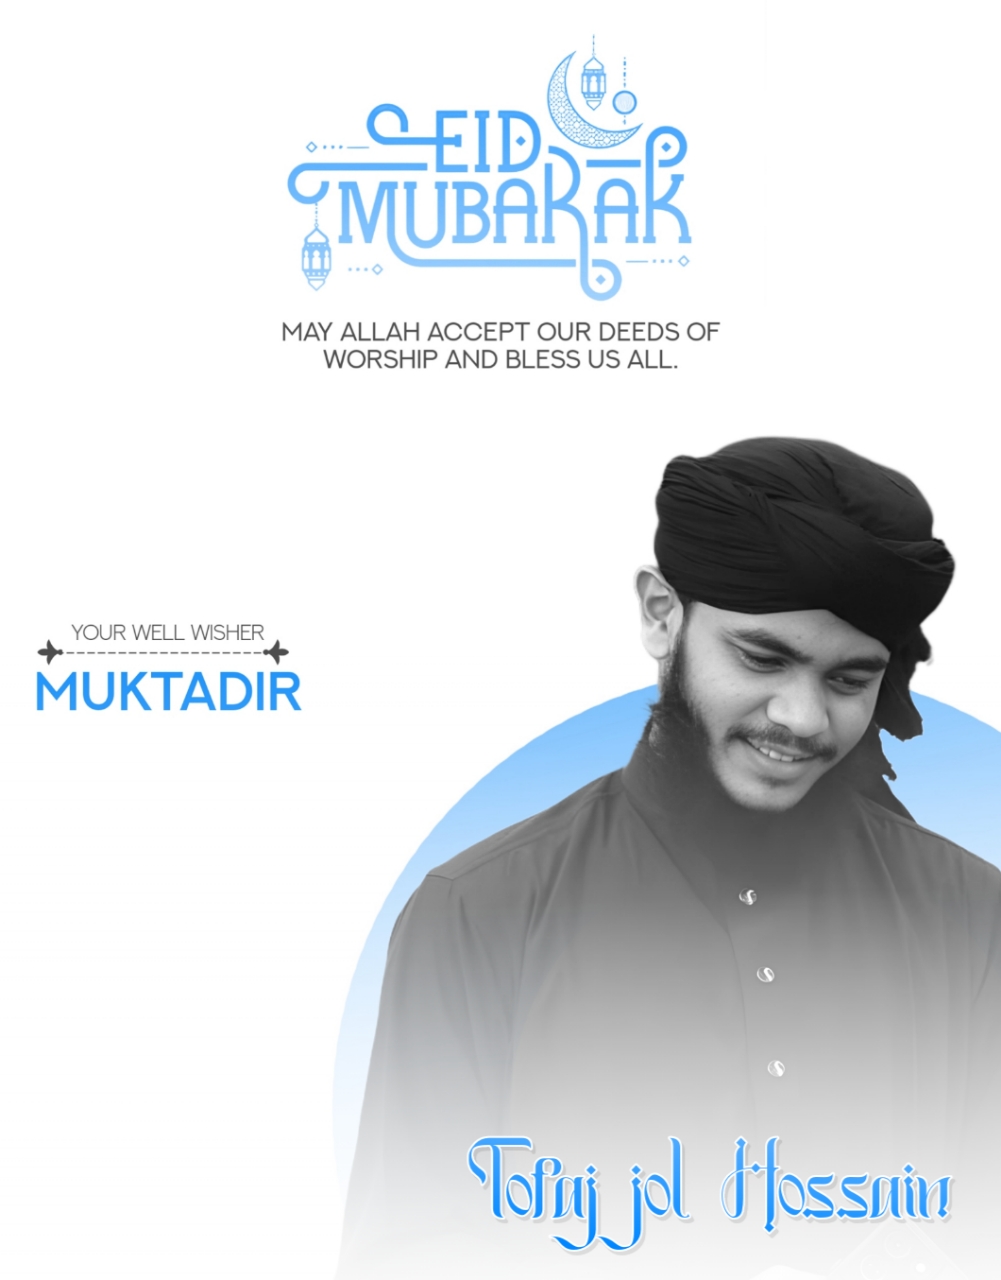 EID
MUBARAK
MAY ALLAH ACCEPT OUR DEEDS OF
WORSHIP AND BLESS US ALL.
YOUR WELL WISHER
MUKTADIR
Tofaj jol Hossain